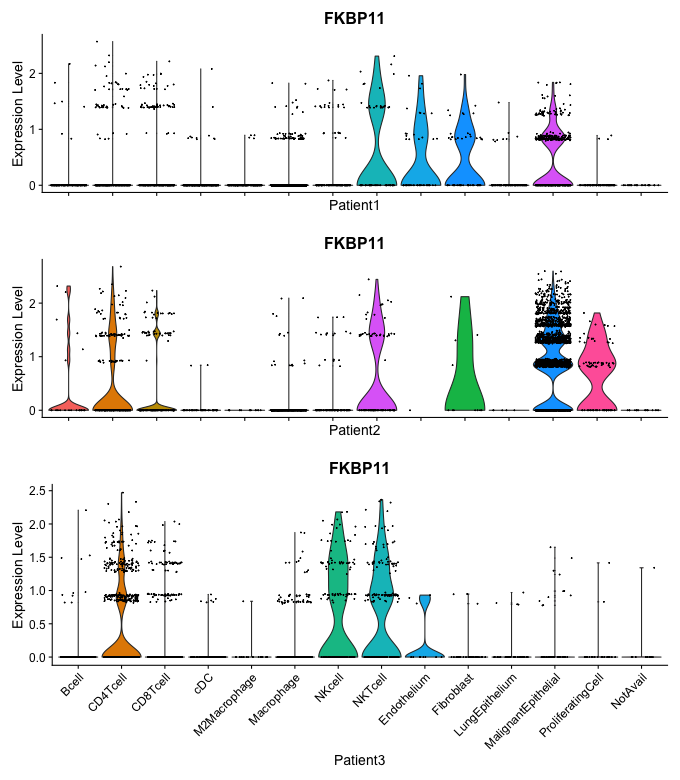 FKBP11
Expression Level
2
1
0
Patient1
FKBP11
Expression Level
2
1
0
Patient2
FKBP11
Expression Level
2.5
2.0
1.5
1.0
0.5
0.0
Bcell
CD4Tcell
CD8Tcell
cDC
M2Macrophage
Macrophage
NKcell
NKTcell
Endothelium
Fibroblast
LungEpithelium
MalignantEpithelial
ProliferatingCell
NotAvail
Patient3